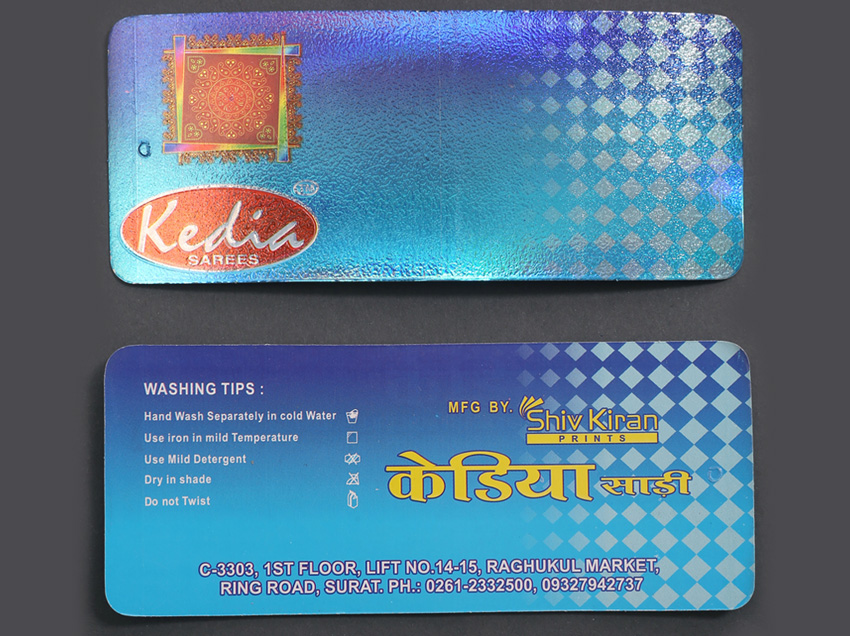 Kedia
SAREES
WASHING TIPS :
Hand Wash Separately in cold Water
Use iron in mild Temperature
Use Mild Detergent
Dry in shade
Do not Twist
MFG BY. Shiv Kiran
PRINTS
केडिया साड़ी
C-3303, 1ST FLOOR, LIFT NO.14-15, RAGHUKUL MARKET,
RING ROAD, SURAT. PH.: 0261-2332500, 09327942737